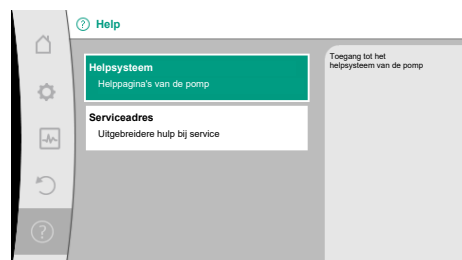 Help
Helpsysteem
Helppagina's van de pomp
Serviceadres
Uitgebreidere hulp bij service
Toegang tot het
helpsysteem van de pomp